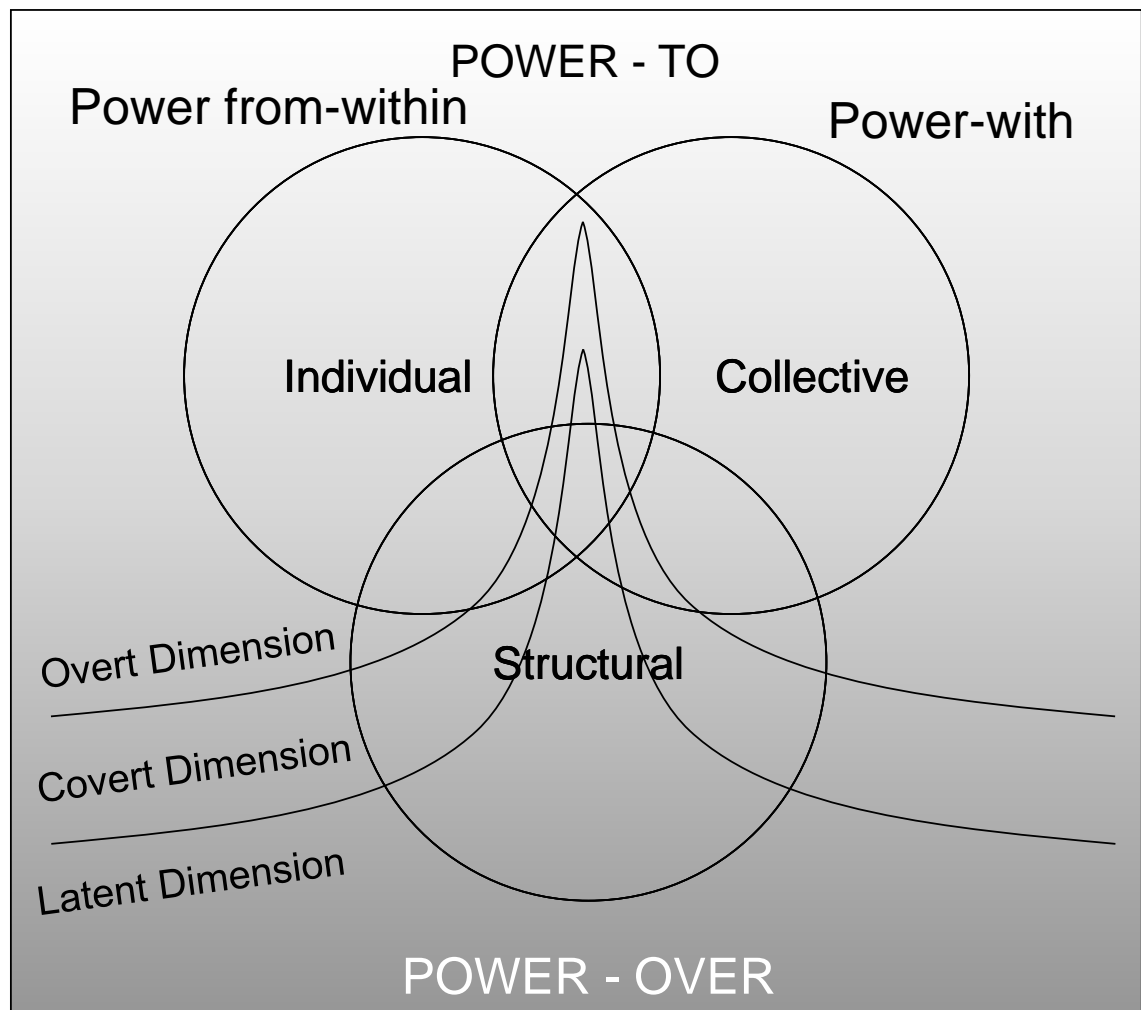 POWER - TO
Power from-within
Power-with
Individual
Collective
Overt Dimension
Structural
Covert Dimension
Latent Dimension
POWER - OVER